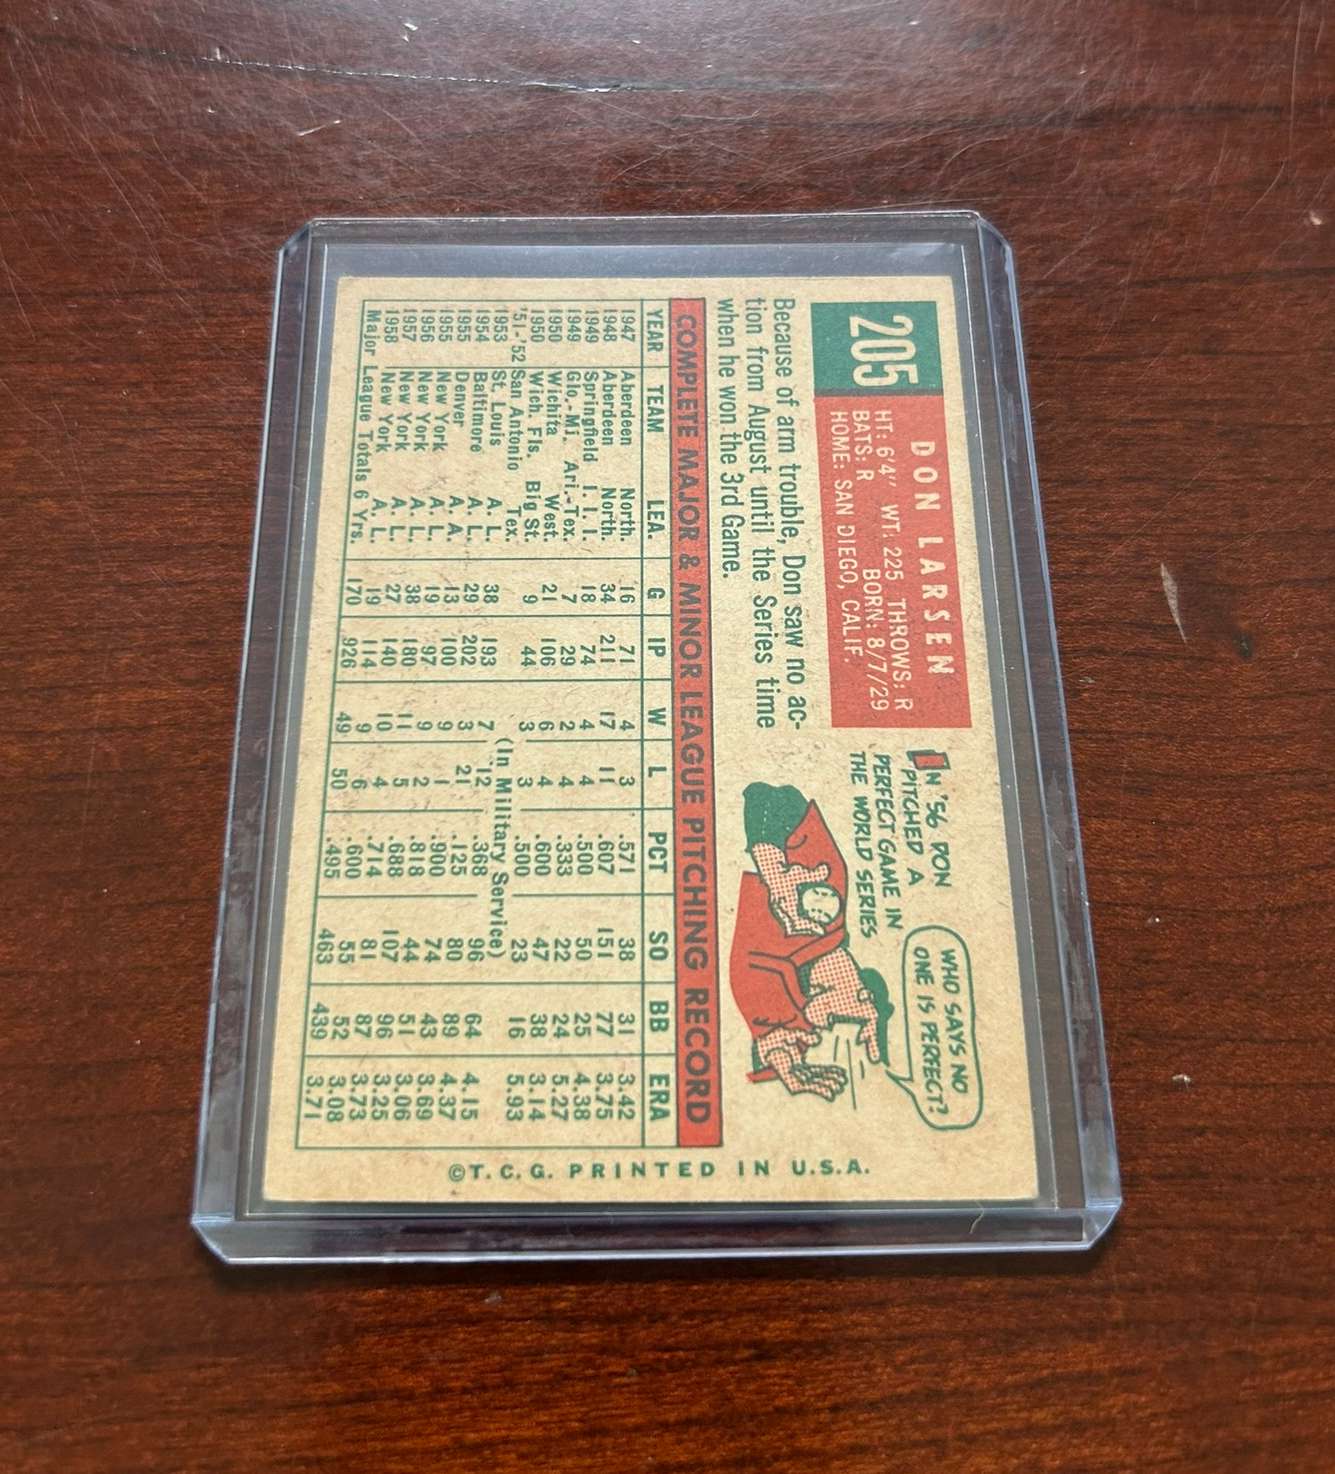 205
DON LARSEN
HT: 6'4" WT: 225 THROWS: R
BATS: R BORN: 8/7/29
HOME: SAN DIEGO, CALIF.
Because of arm trouble, Don saw no ac-
tion from August until the Series time
when he won the 3rd Game.
IN '56 DON
PITCHED A
PERFECT GAME IN
THE WORLD SERIES
WHO SAYS NO
ONE IS PERFECT?
COMPLETE MAJOR & MINOR LEAGUE PITCHING RECORD
YEAR TEAM LEA. G IP W L PCT SO BB ERA
1947 Aberdeen North. 16 71 4 3 .571 38 31 3.42
1948 Aberdeen North. 34 211 17 11 .607 151 77 3.75
1949 Springfield I. I. I. 18 74 4 4 .500 50 25 4.38
1949 Glo.-Mi. Ari.-Tex. 7 29 2 4 .333 22 24 5.27
1950 Wichita West. 21 106 6 4 .600 47 38 3.14
1950 Wich. Fls. Big St. 9 44 3 3 .500 23 16 5.93
'51-'52 San Antonio Tex. (In Military Service)
1953 St. Louis A. L. 38 193 7 12 .368 96 64 4.15
1954 Baltimore A. L. 29 202 3 21 .125 80 89 4.37
1955 Denver A. A. 13 100 9 1 .900 74 43 3.69
1955 New York A. L. 19 97 9 2 .818 44 51 3.06
1956 New York A. L. 38 180 11 5 .688 107 96 3.25
1957 New York A. L. 27 140 10 4 .714 81 87 3.73
1958 New York A. L. 19 114 9 6 .600 55 52 3.08
Major League Totals 6 Yrs. 170 926 49 50 .495 463 439 3.71
©T. C. G. PRINTED IN U.S.A.